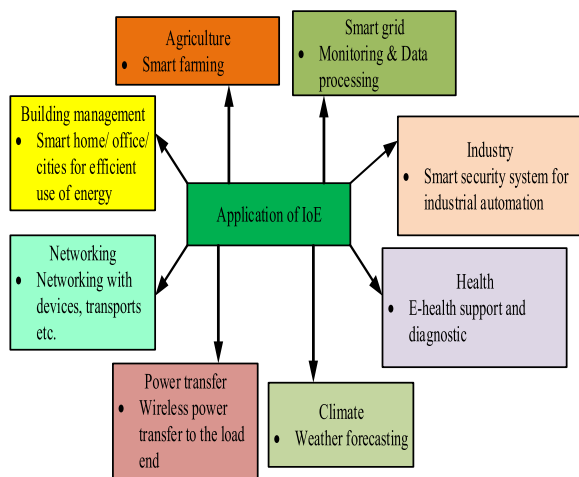 Agriculture
• Smart farming
Smart grid
• Monitoring & Data
processing
Building management
• Smart home/ office/
cities for efficient
use of energy
Industry
• Smart security system for
industrial automation
Application of IoE
Networking
• Networking with
devices, transports
etc.
Health
• E-health support and
diagnostic
Power transfer
• Wireless power
transfer to the load
end
Climate
• Weather forecasting